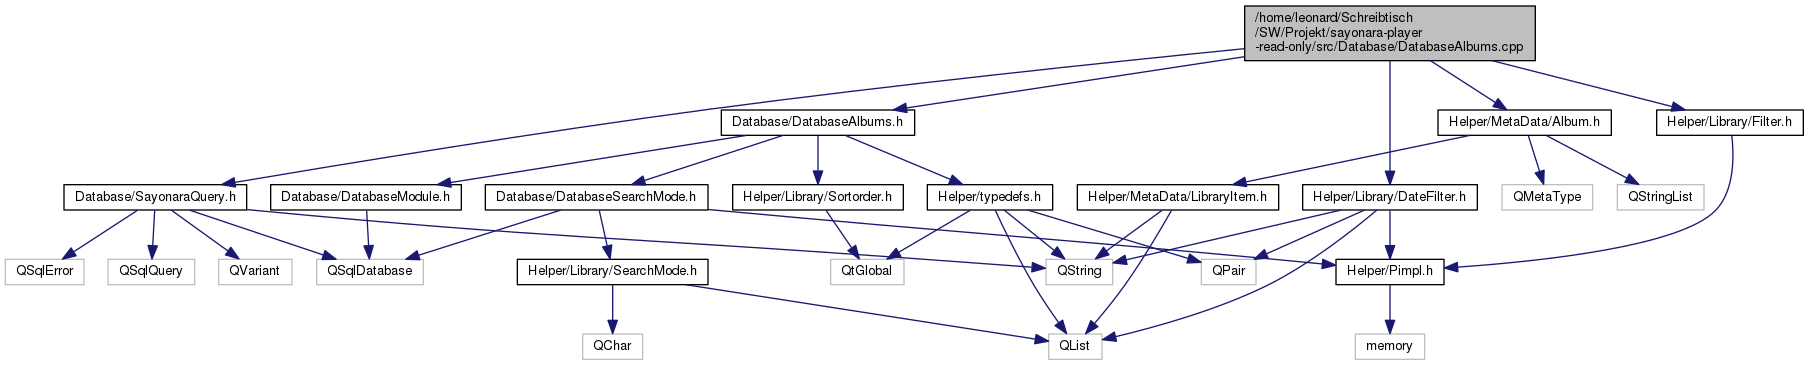 /home/leonard/Schreibtisch
/SW/Projekt/sayonara-player
-read-only/src/Database/DatabaseAlbums.cpp
Database/DatabaseAlbums.h
Helper/MetaData/Album.h
Helper/Library/Filter.h
Database/SayonaraQuery.h
Database/DatabaseModule.h
Database/DatabaseSearchMode.h
Helper/Library/Sortorder.h
Helper/typedefs.h
Helper/MetaData/LibraryItem.h
Helper/Library/DateFilter.h
QMetaType
QStringList
QSqlError
QSqlQuery
QVariant
QSqlDatabase
Helper/Library/SearchMode.h
QtGlobal
QString
QPair
Helper/Pimpl.h
QChar
QList
memory